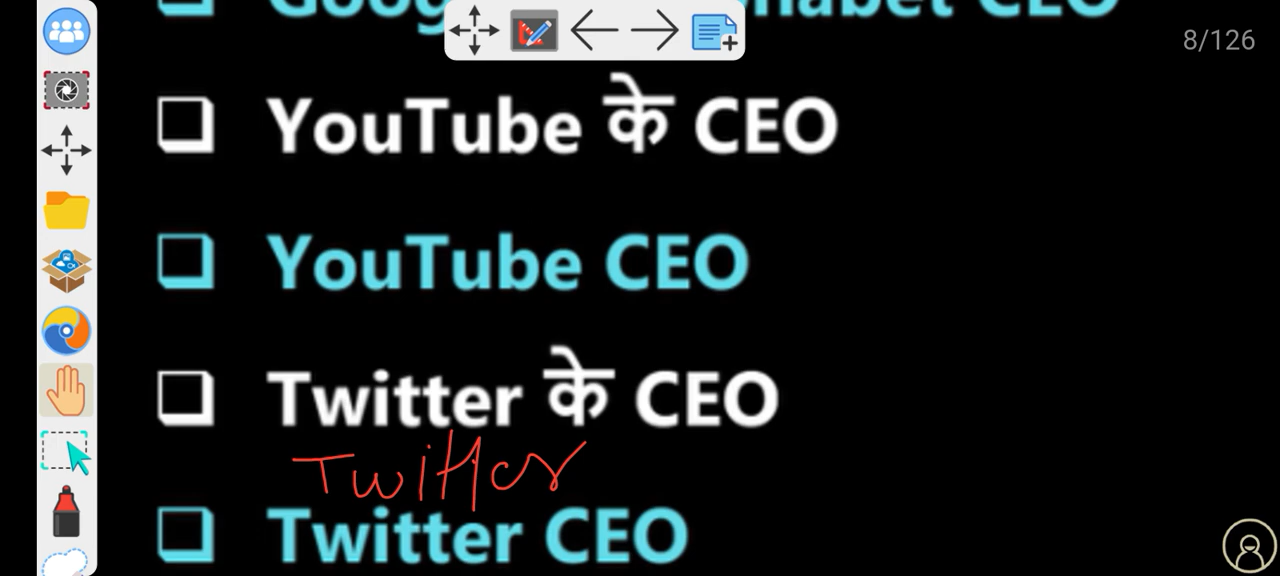 8/126
YouTube के CEO
YouTube CEO
Twitter के CEO
Twitter
Twitter CEO